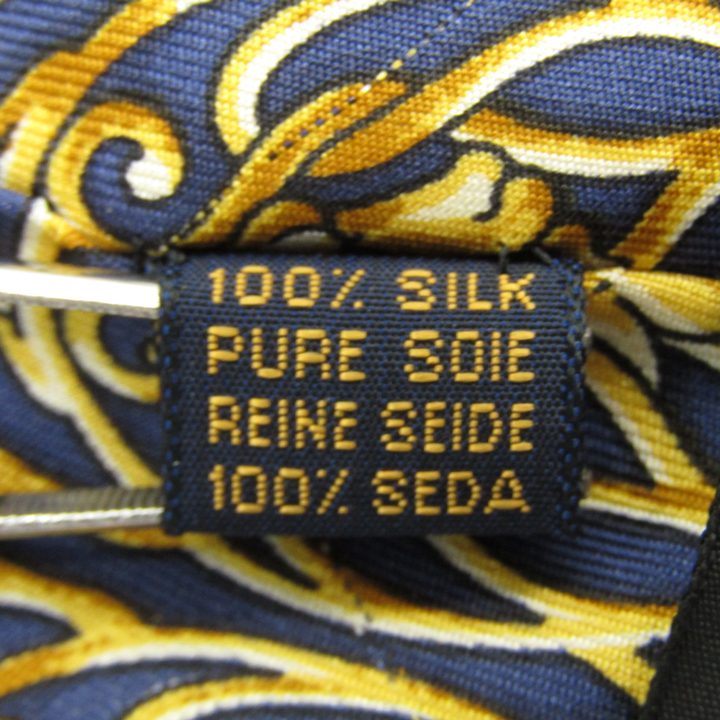 100% SILK
PURE SOIE
REINE SEIDE
100% SEDA